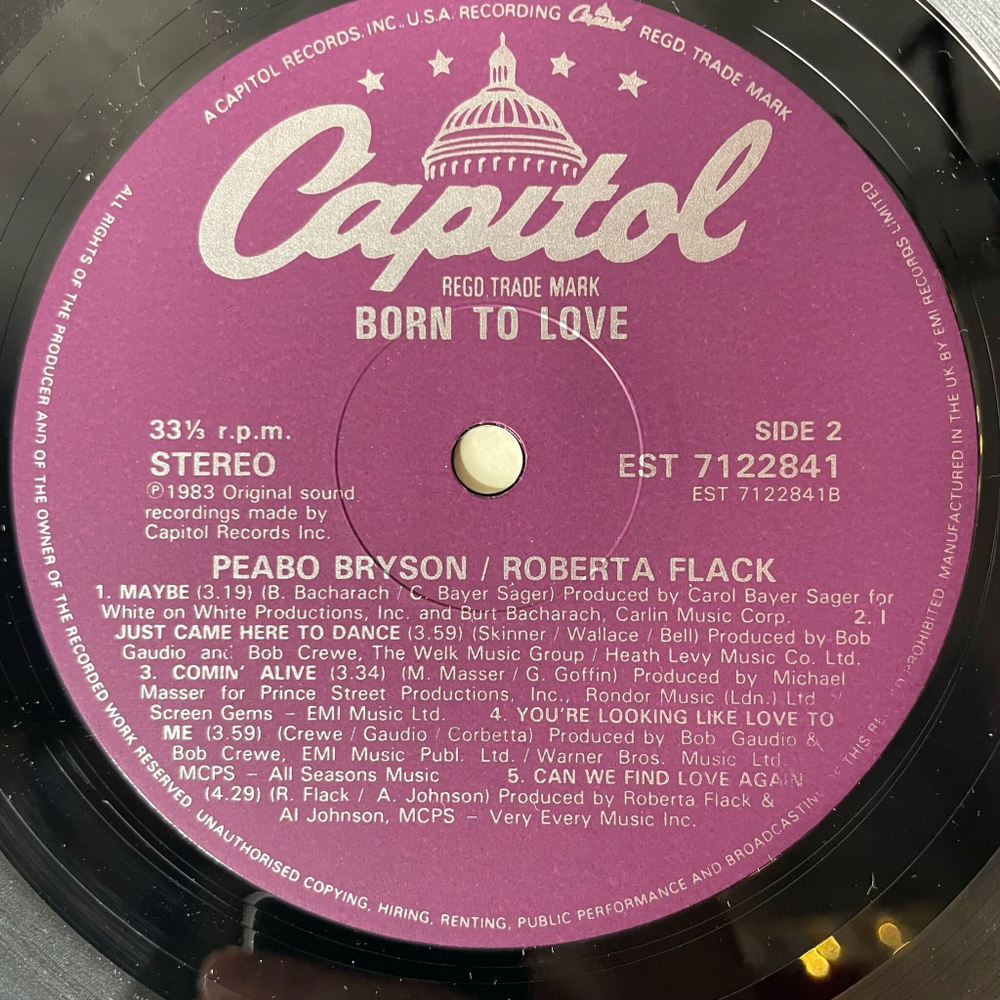 A CAPITOL RECORDS, INC., U.S.A. RECORDING Capitol REGD. TRADE MARK
Capitol
REGD. TRADE MARK
BORN TO LOVE
33⅓ r.p.m.
STEREO
℗1983 Original sound
recordings made by
Capitol Records Inc.
SIDE 2
EST 7122841
EST 7122841B
PEABO BRYSON / ROBERTA FLACK
1. MAYBE (3.19) (B. Bacharach / C. Bayer Sager) Produced by Carol Bayer Sager for
White on White Productions, Inc. and Burt Bacharach, Carlin Music Corp. 2. I
JUST CAME HERE TO DANCE (3.59) (Skinner / Wallace / Bell) Produced by Bob
Gaudio and Bob Crewe, The Welk Music Group / Heath Levy Music Co. Ltd.
3. COMIN' ALIVE (3.34) (M. Masser / G. Goffin) Produced by Michael
Masser for Prince Street Productions, Inc., Rondor Music (Ldn.) Ltd /
Screen Gems – EMI Music Ltd. 4. YOU'RE LOOKING LIKE LOVE TO
ME (3.59) (Crewe / Gaudio / Corbetta) Produced by Bob Gaudio &
Bob Crewe, EMI Music Publ. Ltd. / Warner Bros. Music Ltd.
MCPS – All Seasons Music 5. CAN WE FIND LOVE AGAIN
(4.29) (R. Flack / A. Johnson) Produced by Roberta Flack &
Al Johnson, MCPS – Very Every Music Inc.
ALL RIGHTS OF THE PRODUCER AND OF THE OWNER OF THE RECORDED WORK RESERVED UNAUTHORISED COPYING, HIRING, RENTING, PUBLIC PERFORMANCE AND BROADCASTING OF THIS PROHIBITED MANUFACTURED IN THE UK BY EMI RECORDS LIMITED